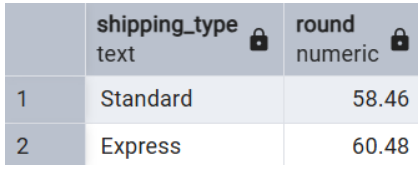 shipping_type round
text numeric
1 Standard 58.46
2 Express 60.48